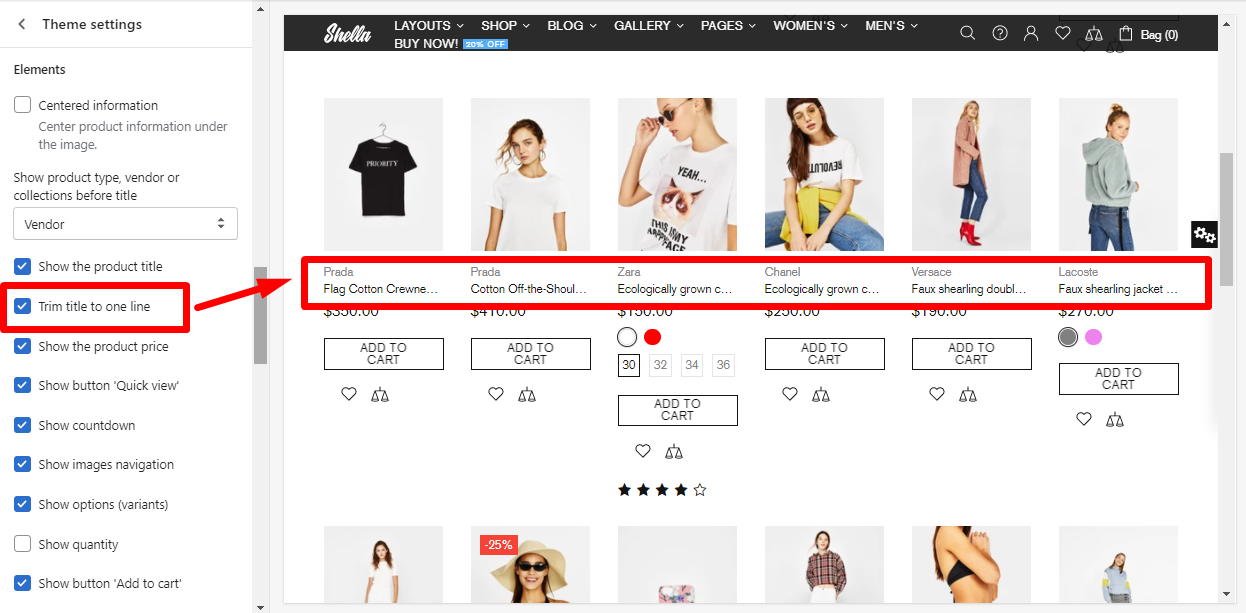 Theme settings
Elements
Centered information
Center product information under
the image.
Show product type, vendor or
collections before title
Vendor
Show the product title
Trim title to one line
Show the product price
Show button 'Quick view'
Show countdown
Show images navigation
Show options (variants)
Show quantity
Show button 'Add to cart'
Shella
LAYOUTS SHOP BLOG GALLERY PAGES WOMEN'S MEN'S
BUY NOW! 20% OFF
Bag (0)
PRIORITY
YEAH...
THIS IS MY
HAPPY FACE
REVOLUTI
Prada Prada Zara Chanel Versace Lacoste
Flag Cotton Crewne... Cotton Off-the-Shoul... Ecologically grown c... Ecologically grown c... Faux shearling doubl... Faux shearling jacket ...
$350.00 $410.00 $150.00 $250.00 $190.00 $270.00
30 32 34 36
ADD TO
CART
ADD TO
CART
ADD TO
CART
ADD TO
CART
ADD TO
CART
ADD TO
CART
-25%